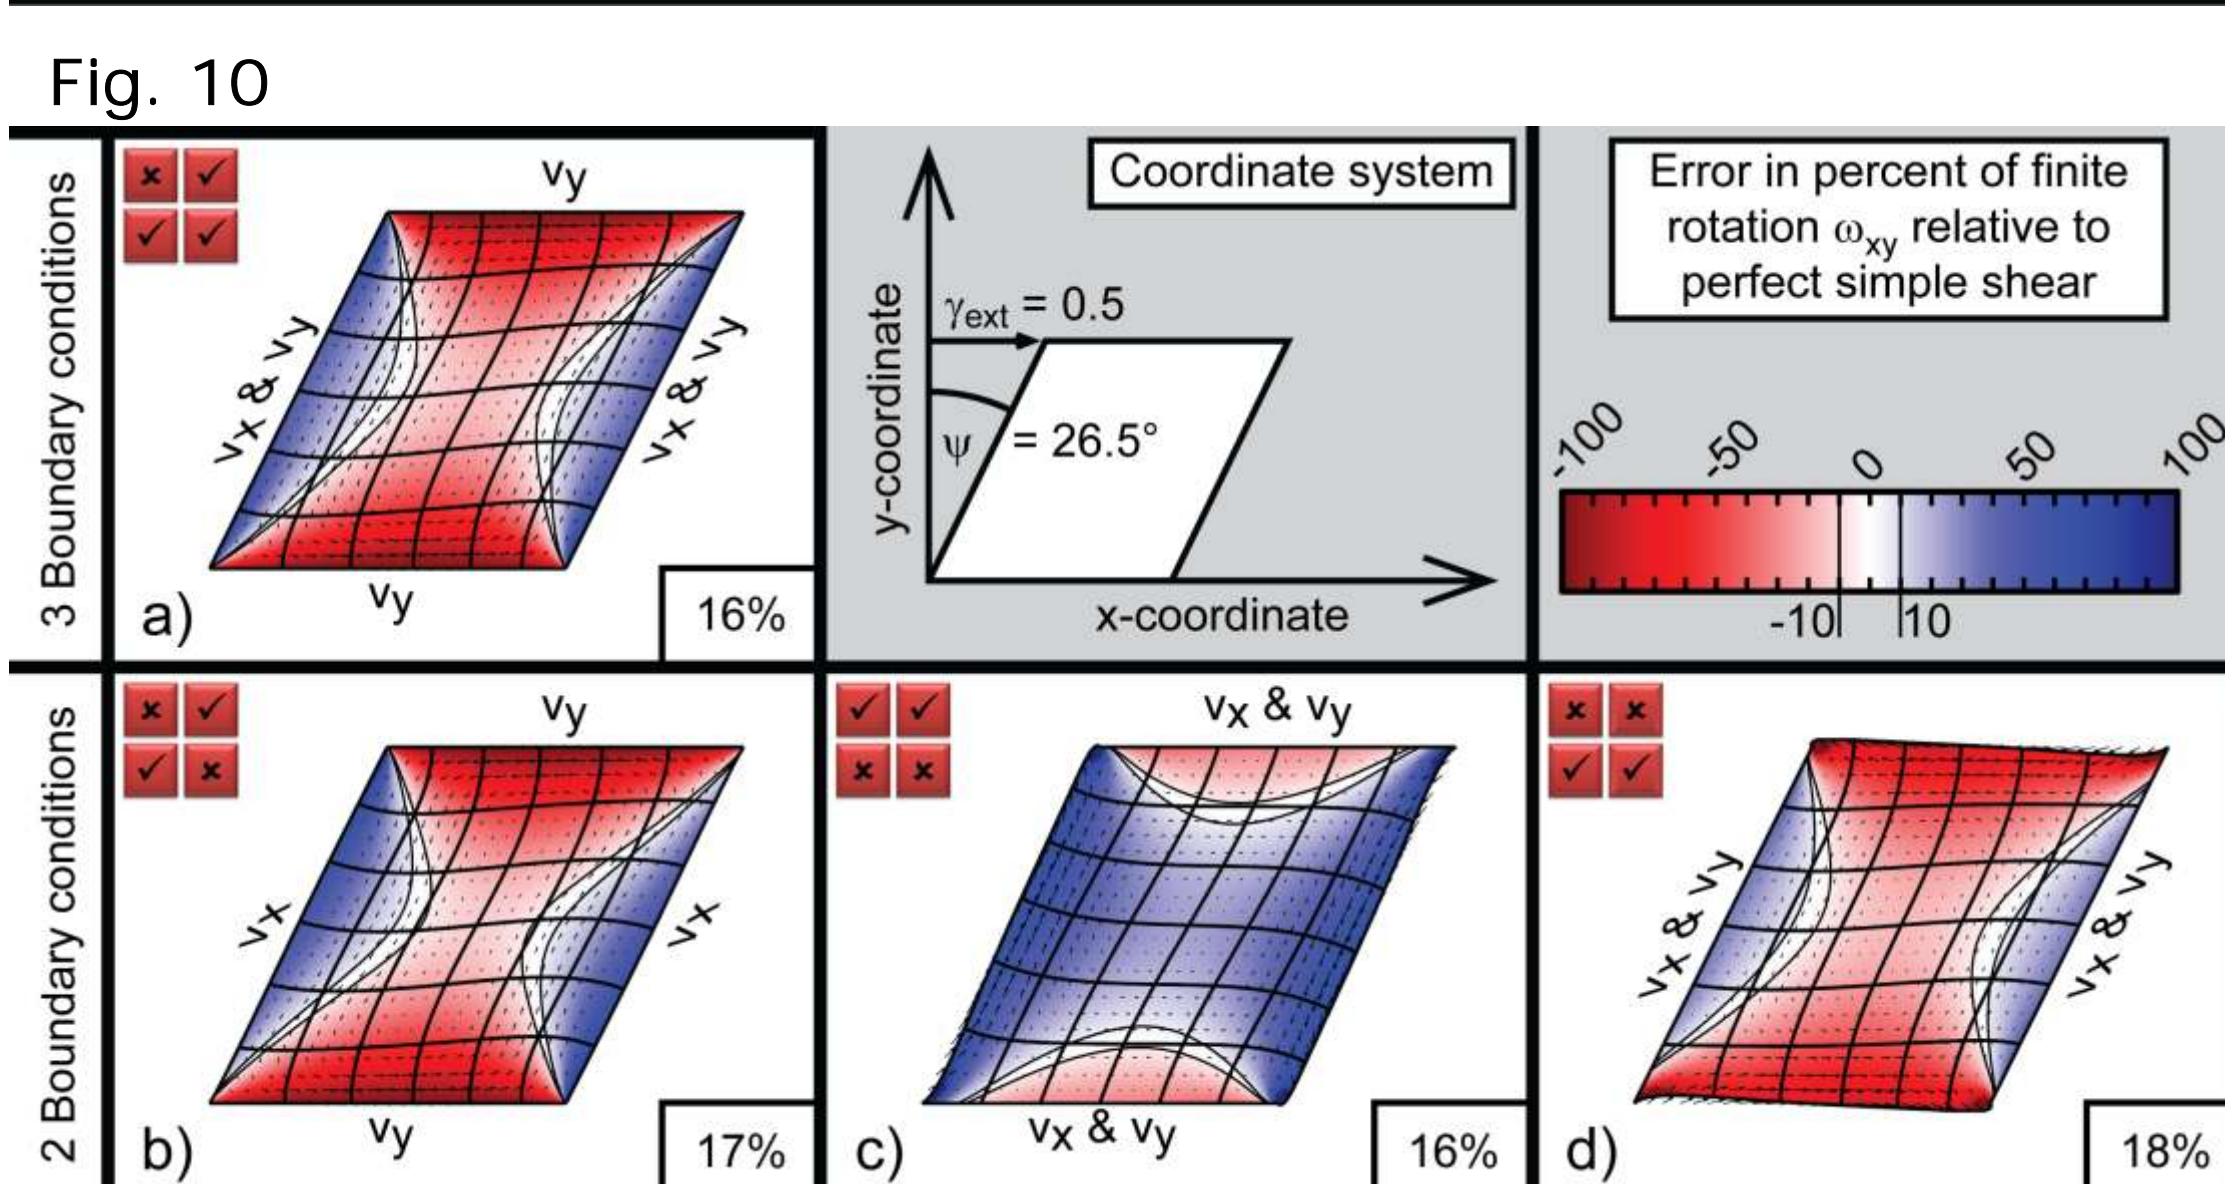 Fig. 10
3 Boundary conditions
vy
vx & vy
vx & vy
vy
a)
16%
Coordinate system
y-coordinate
γext = 0.5
ψ = 26.5°
x-coordinate
Error in percent of finite
rotation ωxy relative to
perfect simple shear
-100 -50 0 50 100
-10 10
2 Boundary conditions
vy
vx
vx
vy
b)
17%
vx & vy
vx & vy
c)
16%
vx & vy
vx & vy
d)
18%